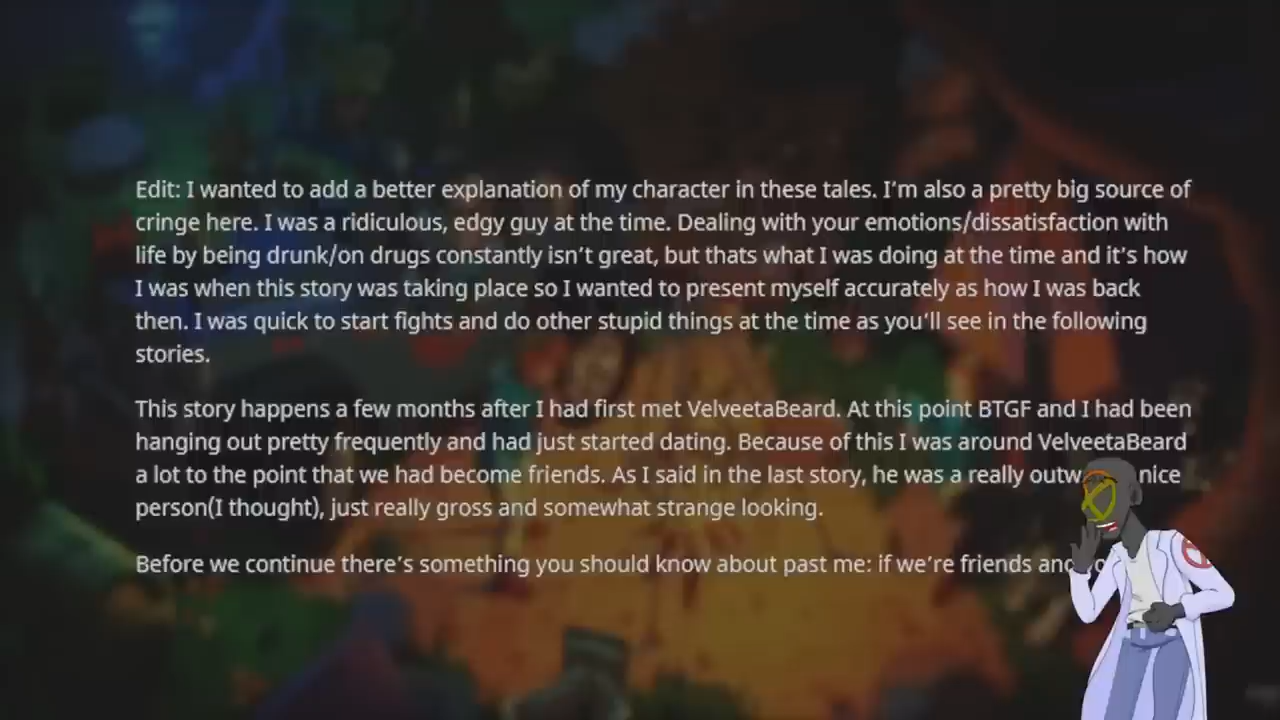 Edit: I wanted to add a better explanation of my character in these tales. I’m also a pretty big source of
cringe here. I was a ridiculous, edgy guy at the time. Dealing with your emotions/dissatisfaction with
life by being drunk/on drugs constantly isn’t great, but thats what I was doing at the time and it’s how
I was when this story was taking place so I wanted to present myself accurately as how I was back
then. I was quick to start fights and do other stupid things at the time as you’ll see in the following
stories.
This story happens a few months after I had first met VelveetaBeard. At this point BTGF and I had been
hanging out pretty frequently and had just started dating. Because of this I was around VelveetaBeard
a lot to the point that we had become friends. As I said in the last story, he was a really nice
person(I thought), just really gross and somewhat strange looking.
Before we continue there’s something you should know about past me: if we’re friends